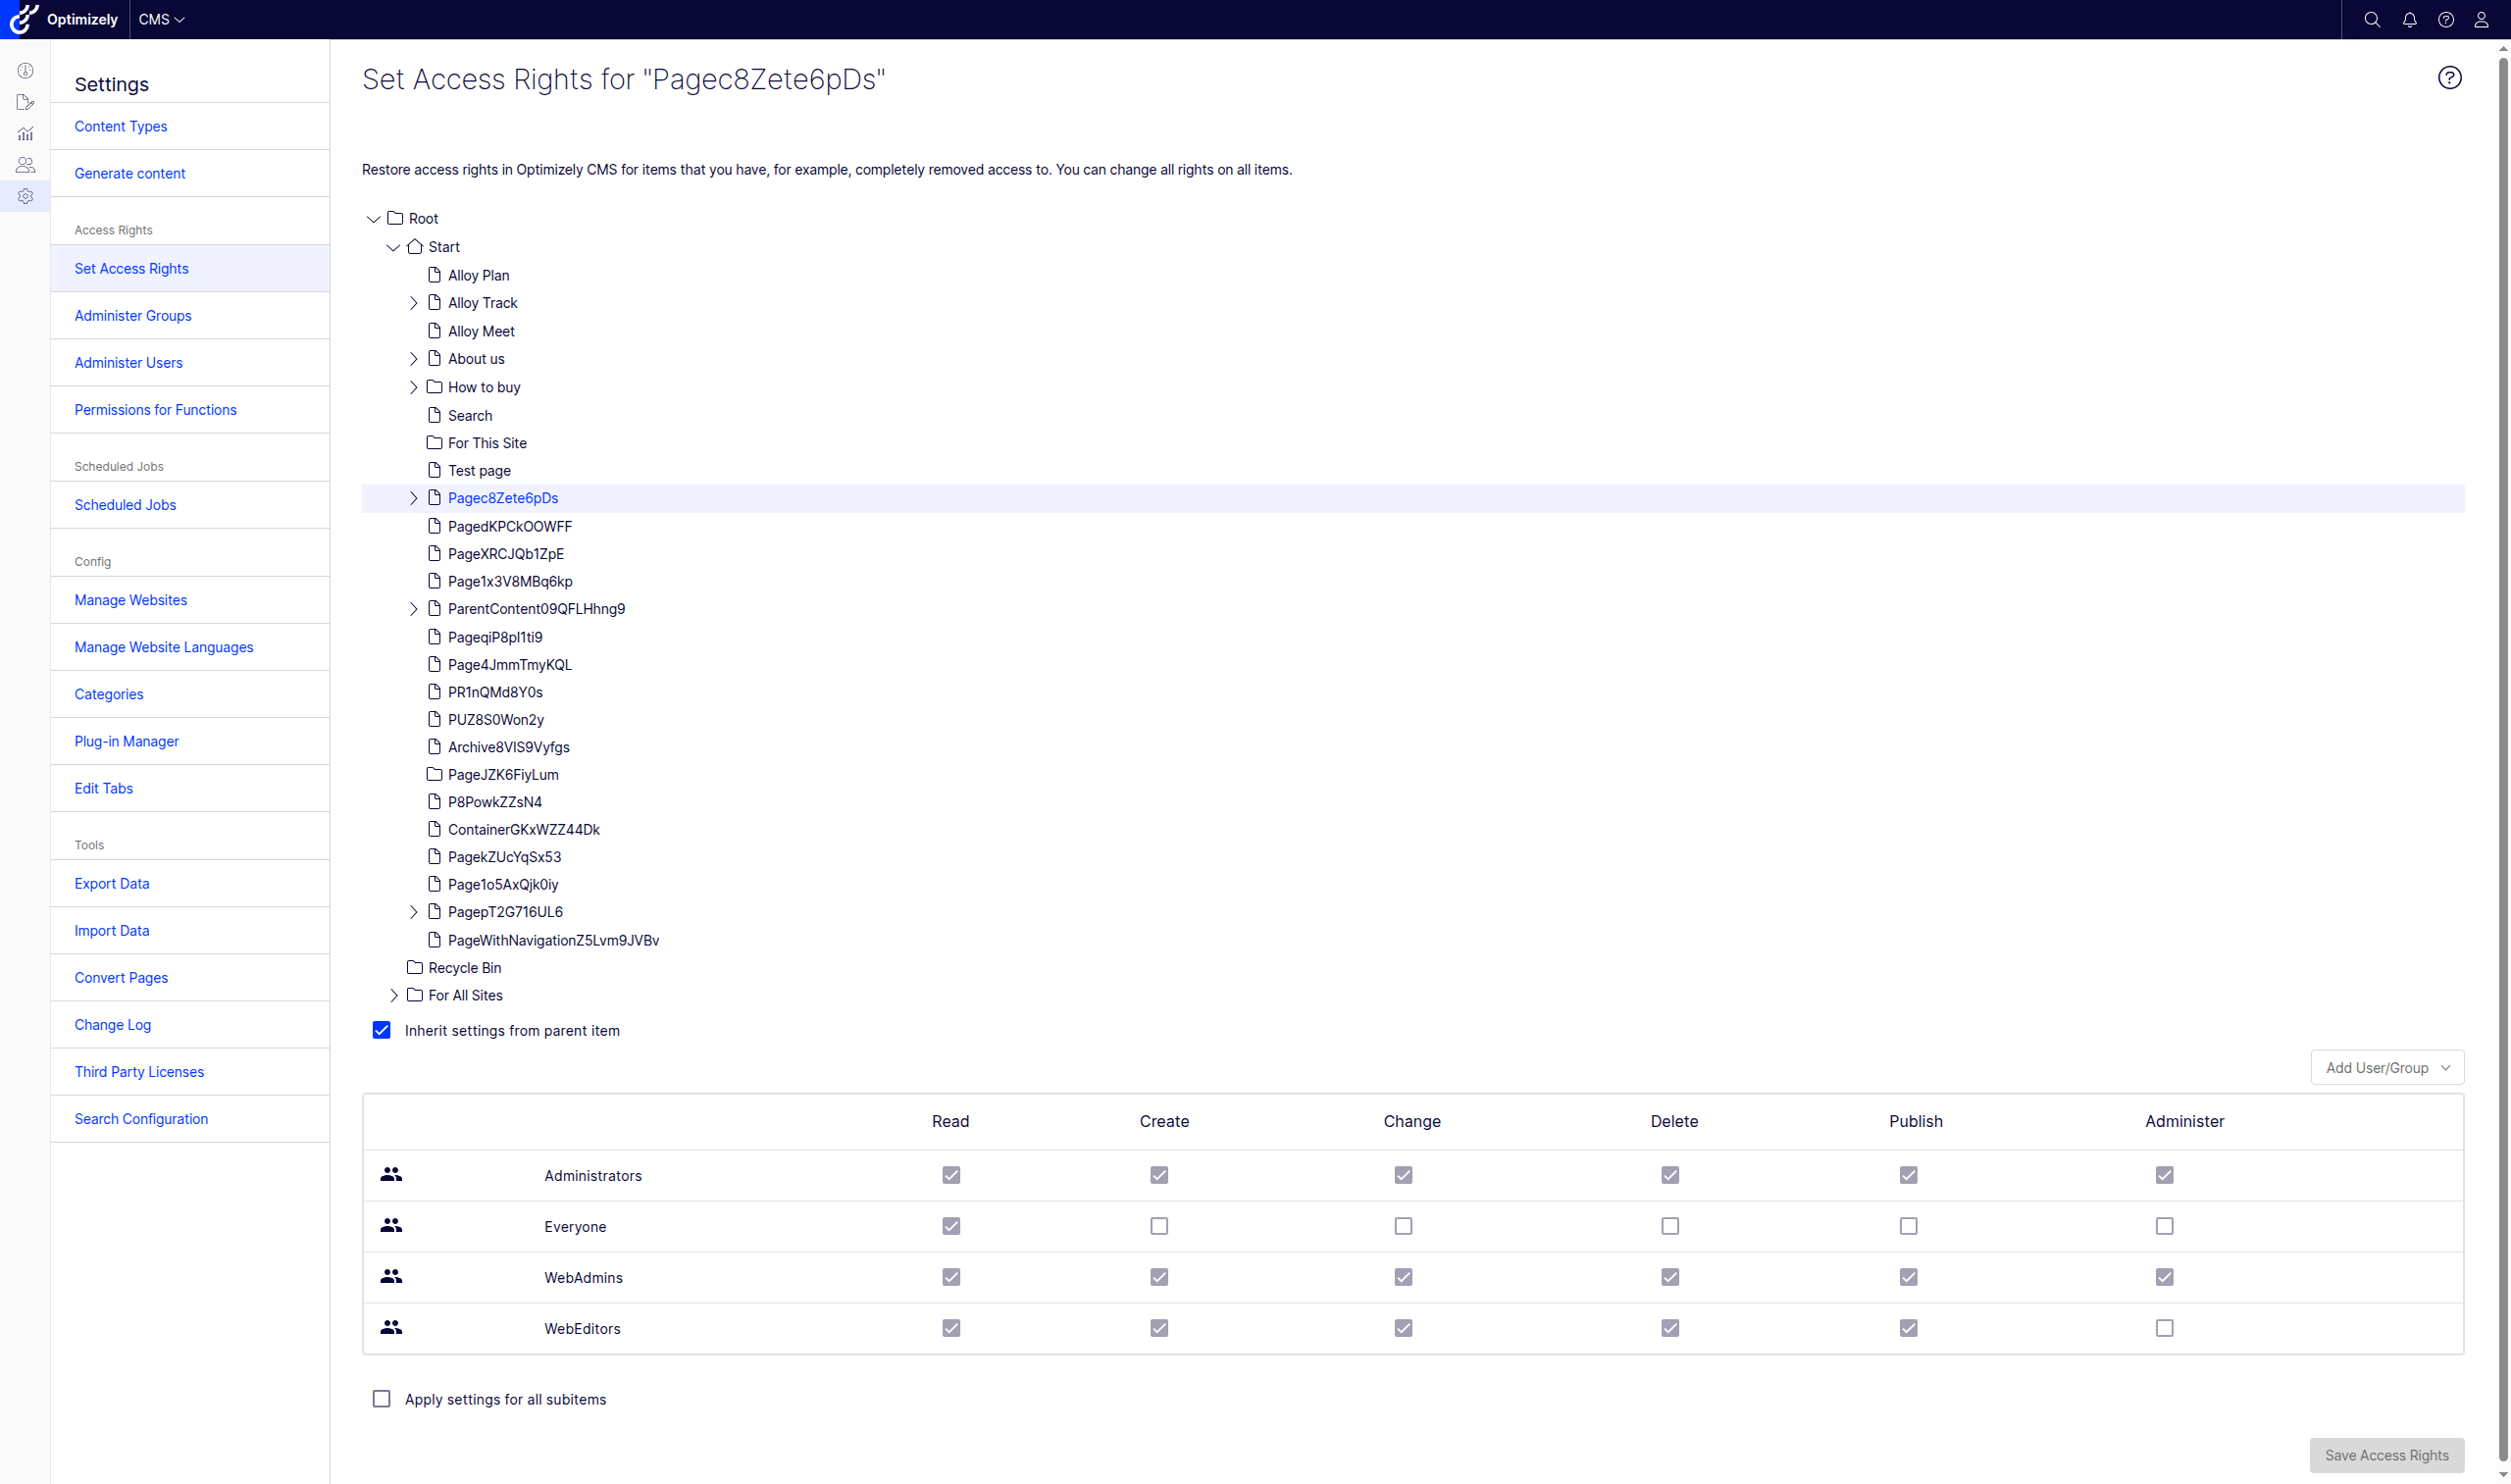 Optimizely CMS
Settings
Content Types
Generate content
Access Rights
Set Access Rights
Administer Groups
Administer Users
Permissions for Functions
Scheduled Jobs
Scheduled Jobs
Config
Manage Websites
Manage Website Languages
Categories
Plug-in Manager
Edit Tabs
Tools
Export Data
Import Data
Convert Pages
Change Log
Third Party Licenses
Search Configuration
Set Access Rights for "Pagec8Zete6pDs"
Restore access rights in Optimizely CMS for items that you have, for example, completely removed access to. You can change all rights on all items.
Root
Start
Alloy Plan
Alloy Track
Alloy Meet
About us
How to buy
Search
For This Site
Test page
Pagec8Zete6pDs
PagedKPCkOOWFF
PageXRCJQb1ZpE
Page1x3V8MBq6kp
ParentContent09QFLHhng9
PageqiP8pl1ti9
Page4JmmTmyKQL
PR1nQMd8Y0s
PUZ8S0Won2y
Archive8VIS9Vyfgs
PageJZK6FiyLum
P8PowkZZsN4
ContainerGKxWZZ44Dk
PagekZUcYqSx53
Page1o5AxQjk0iy
PagepT2G716UL6
PageWithNavigationZ5Lvm9JVBv
Recycle Bin
For All Sites
Inherit settings from parent item
Add User/Group
Read Create Change Delete Publish Administer
Administrators
Everyone
WebAdmins
WebEditors
Apply settings for all subitems
Save Access Rights